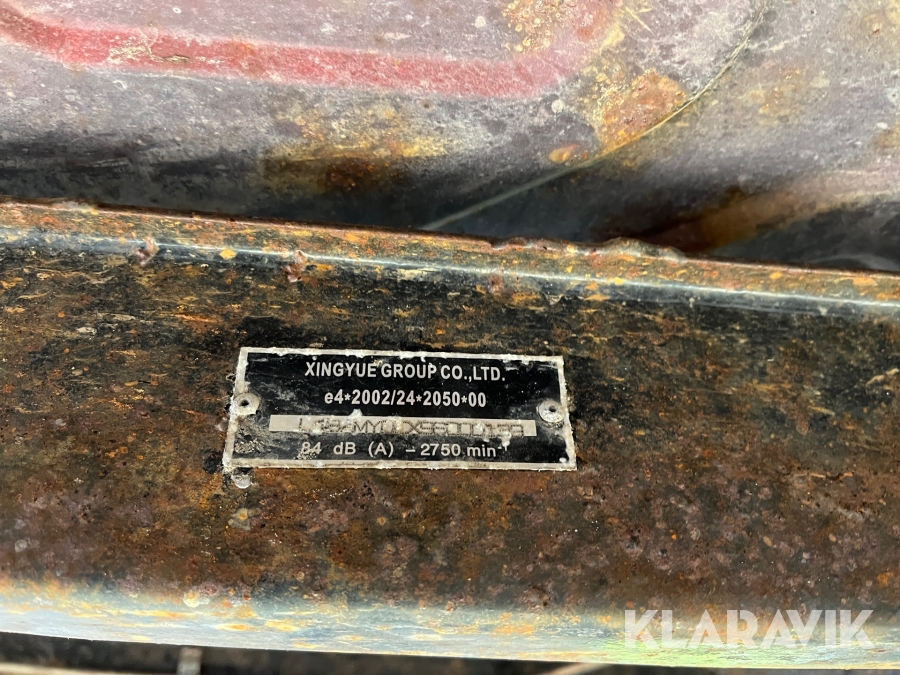 XINGYUE GROUP CO.,LTD.
e4*2002/24*2050*00
84 dB (A) – 2750 min⁻
KLARAVIK